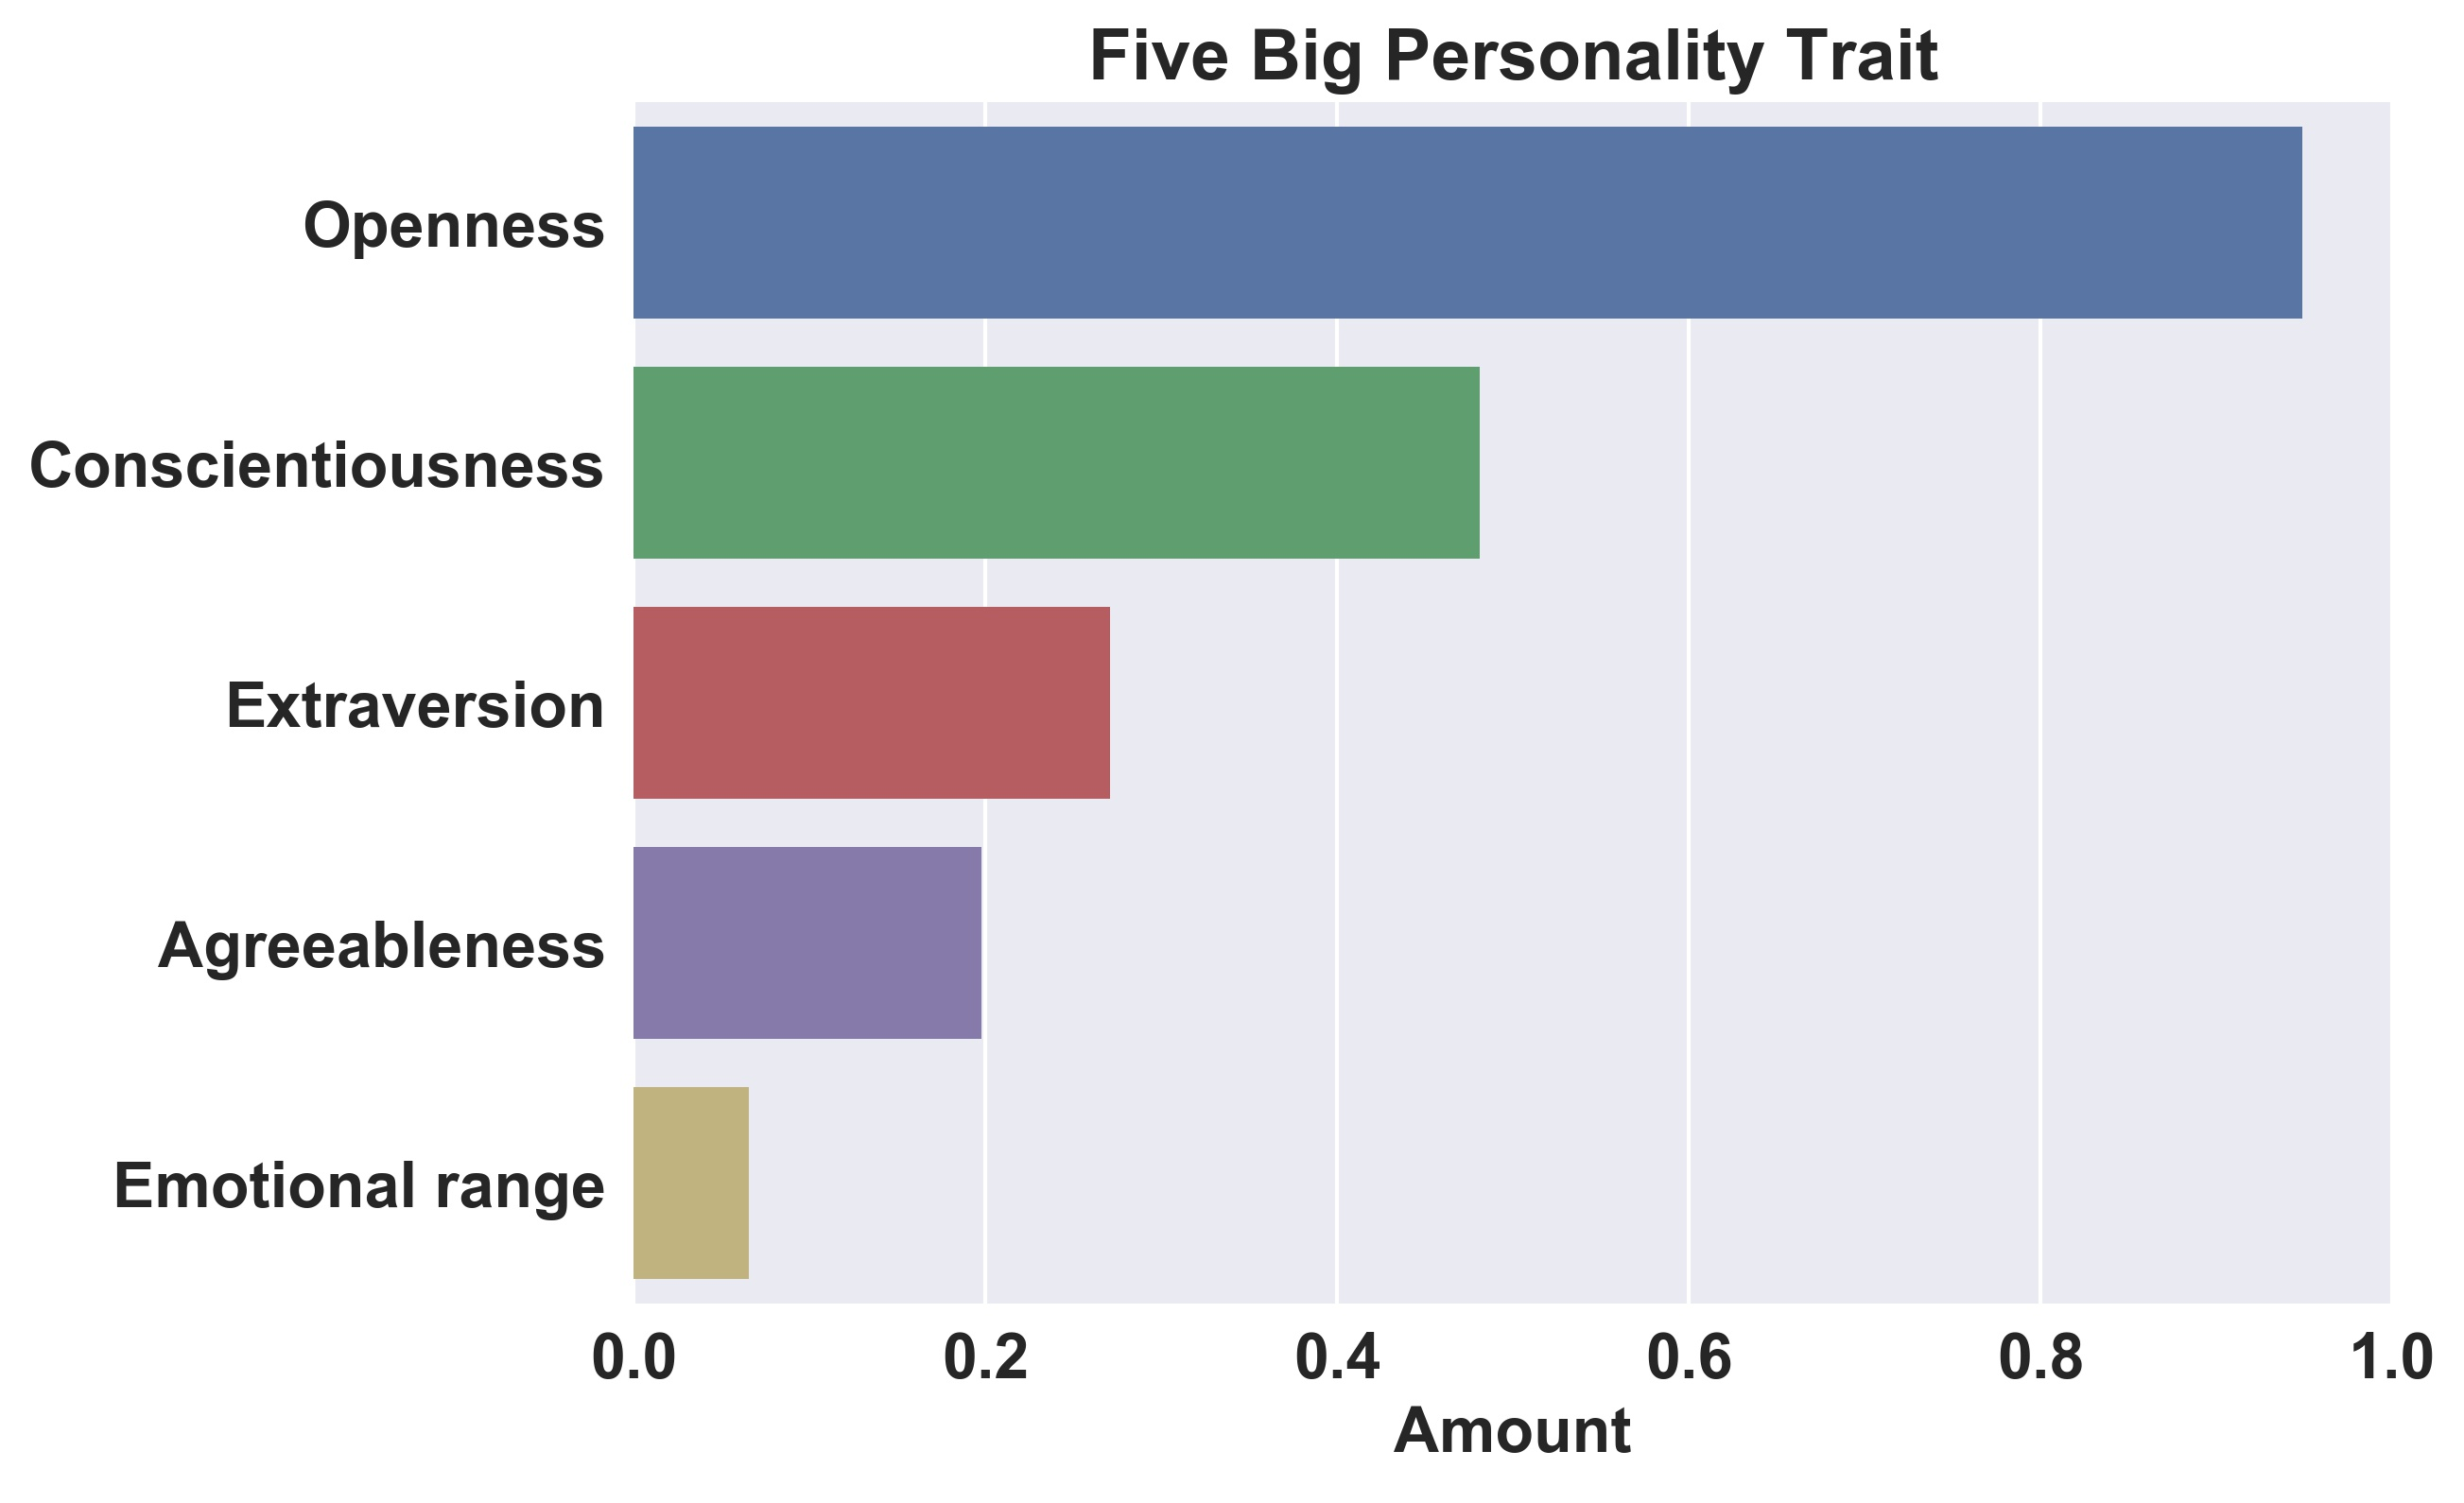 Five Big Personality Trait
Openness
Conscientiousness
Extraversion
Agreeableness
Emotional range
0.0 0.2 0.4 0.6 0.8 1.0
Amount